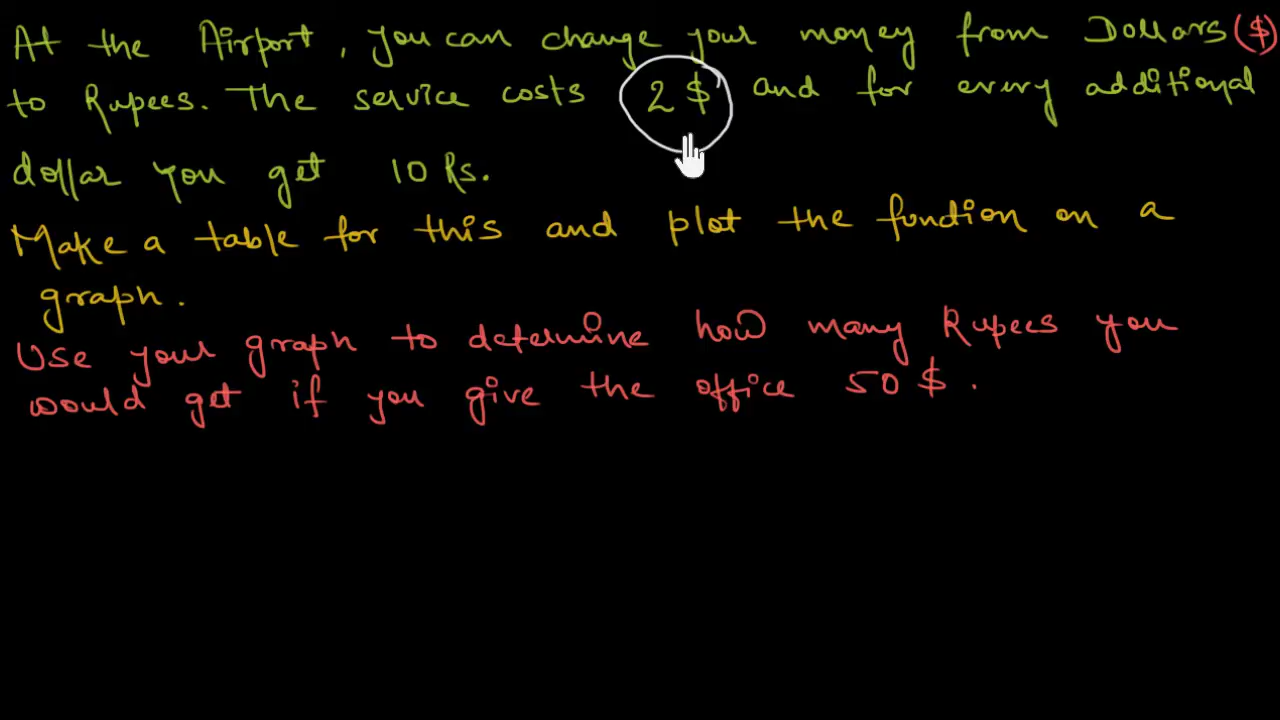 At the Airport, you can change your money from Dollars ($)
to Rupees. The service costs 2 $ and for every additional
dollar you get 10 Rs.
Make a table for this and plot the function on a
graph.
Use your graph to determine how many Rupees you
would get if you give the office 50 $.